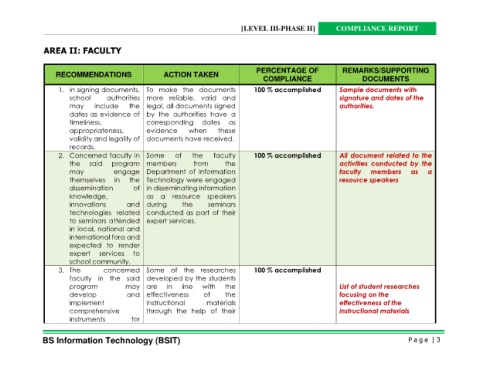 [LEVEL III-PHASE II] COMPLIANCE REPORT
AREA II: FACULTY
RECOMMENDATIONS
ACTION TAKEN
PERCENTAGE OF
COMPLIANCE
REMARKS/SUPPORTING
DOCUMENTS
1. In signing documents,
school authorities
may include the
dates as evidence of
timeliness,
appropriateness,
validity and legality of
records.
To make the documents
more reliable, valid and
legal, all documents signed
by the authorities have a
corresponding dates as
evidence when these
documents have received.
100 % accomplished
Sample documents with
signature and dates of the
authorities.
2. Concerned faculty in
the said program
may engage
themselves in the
dissemination of
knowledge,
innovations and
technologies related
to seminars attended
in local, national and
international fora and
expected to render
expert services to
school community.
Some of the faculty
members from the
Department of Information
Technology were engaged
in disseminating information
as a resource speakers
during the seminars
conducted as part of their
expert services.
100 % accomplished
All document related to the
activities conducted by the
faculty members as a
resource speakers
3. The concerned
faculty in the said
program may
develop and
implement
comprehensive
instruments for
Some of the researches
developed by the students
are in line with the
effectiveness of the
instructional materials
through the help of their
100 % accomplished
List of student researches
focusing on the
effectiveness of the
instructional materials
BS Information Technology (BSIT)
Page | 3